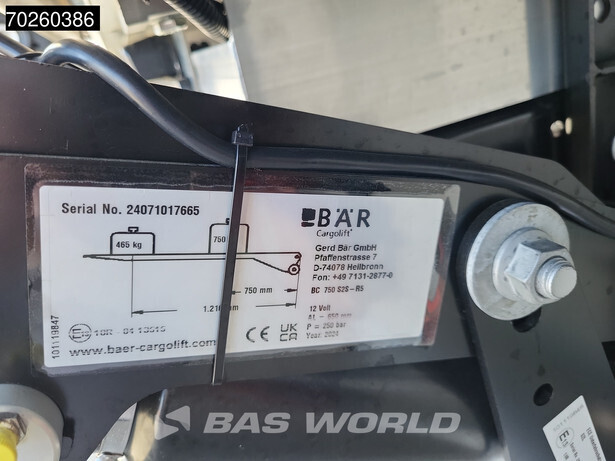 70260386
Serial No. 24071017665
BÄR
Cargolift
465 kg
750
Gerd Bär GmbH
Pfaffenstrasse 7
D-74078 Heilbronn
Fon: +49 7131-2877-0
BC 750 S2S - R5
750 mm
12 Volt
P = 250 bar
Year 2024
CE UK CA
www.baer-cargolift.com
BAS WORLD